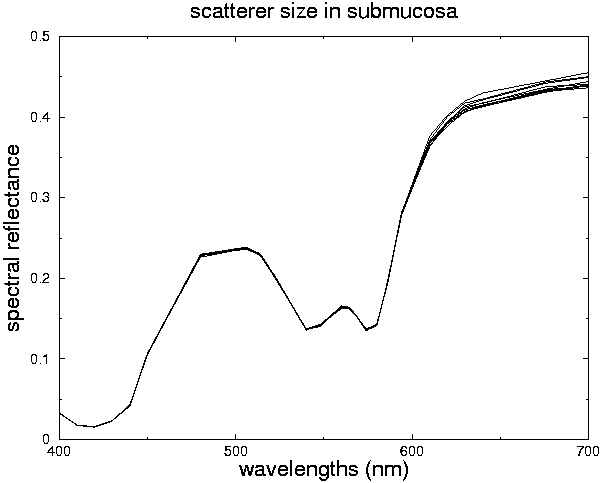 scatterer size in submucosa
0.5
0.4
0.3
0.2
0.1
0
spectral reflectance
400 500 600 700
wavelengths (nm)